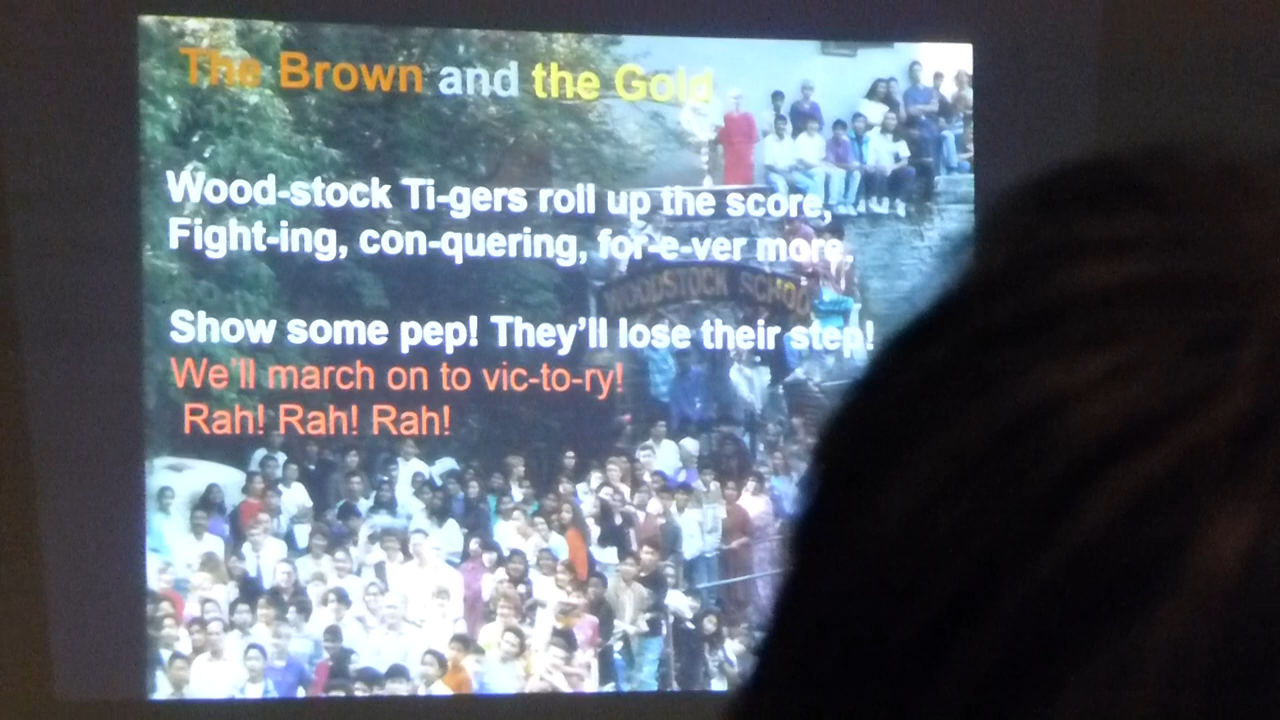 The Brown and the Gold
Wood-stock Ti-gers roll up the score,
Fight-ing, con-quering, for-e-ver more.
WOODSTOCK SCHOOL
Show some pep! They'll lose their step!
We'll march on to vic-to-ry!
Rah! Rah! Rah!